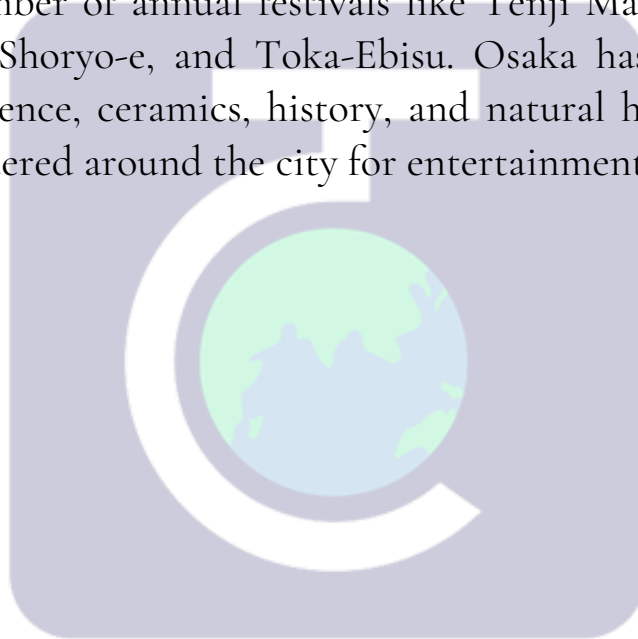 mber of annual festivals like Tenji Ma
Shoryo-e, and Toka-Ebisu. Osaka has
ence, ceramics, history, and natural h
ered around the city for entertainment